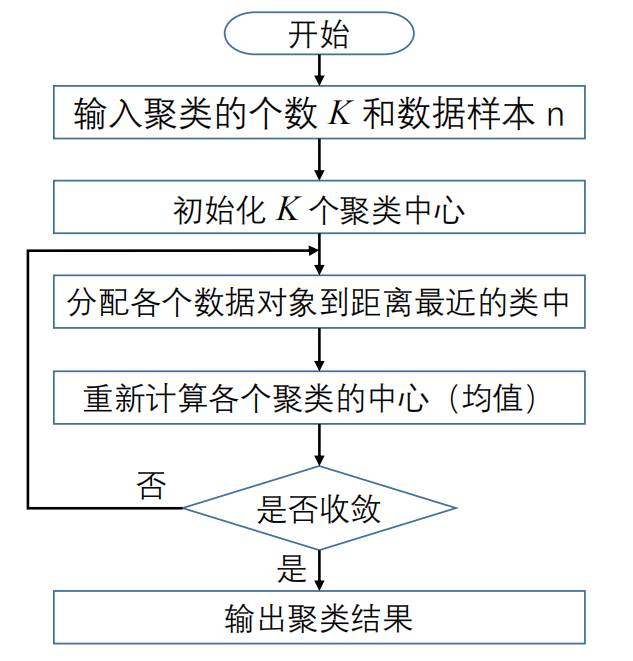 开始
输入聚类的个数 K 和数据样本 n
初始化 K 个聚类中心
分配各个数据对象到距离最近的类中
重新计算各个聚类的中心（均值）
否
是否收敛
是
输出聚类结果